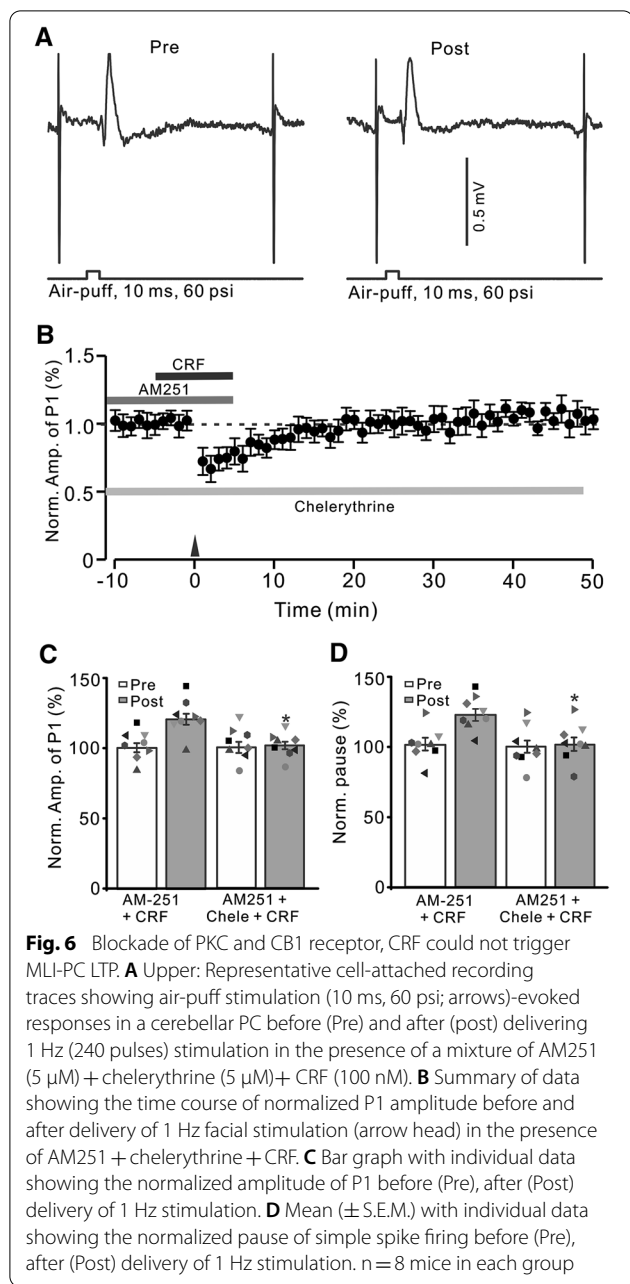 A
Pre
Post
0.5 mV
Air-puff, 10 ms, 60 psi
Air-puff, 10 ms, 60 psi
B
CRF
AM251
Norm. Amp. of P1 (%)
1.5
1.0
0.5
0
Chelerythrine
-10
0
10
20
30
40
50
Time (min)
C
Norm. Amp. of P1 (%)
150
100
50
0
Pre
Post
*
AM-251
+ CRF
AM251 +
Chele + CRF
D
Norm. pause (%)
150
100
50
0
Pre
Post
*
AM-251
+ CRF
AM251 +
Chele + CRF
Fig. 6 Blockade of PKC and CB1 receptor, CRF could not trigger
MLI-PC LTP. A Upper: Representative cell-attached recording
traces showing air-puff stimulation (10 ms, 60 psi; arrows)-evoked
responses in a cerebellar PC before (Pre) and after (post) delivering
1 Hz (240 pulses) stimulation in the presence of a mixture of AM251
(5 μM) + chelerythrine (5 μM)+ CRF (100 nM). B Summary of data
showing the time course of normalized P1 amplitude before and
after delivery of 1 Hz facial stimulation (arrow head) in the presence
of AM251 + chelerythrine + CRF. C Bar graph with individual data
showing the normalized amplitude of P1 before (Pre), after (Post)
delivery of 1 Hz stimulation. D Mean (± S.E.M.) with individual data
showing the normalized pause of simple spike firing before (Pre),
after (Post) delivery of 1 Hz stimulation. n = 8 mice in each group